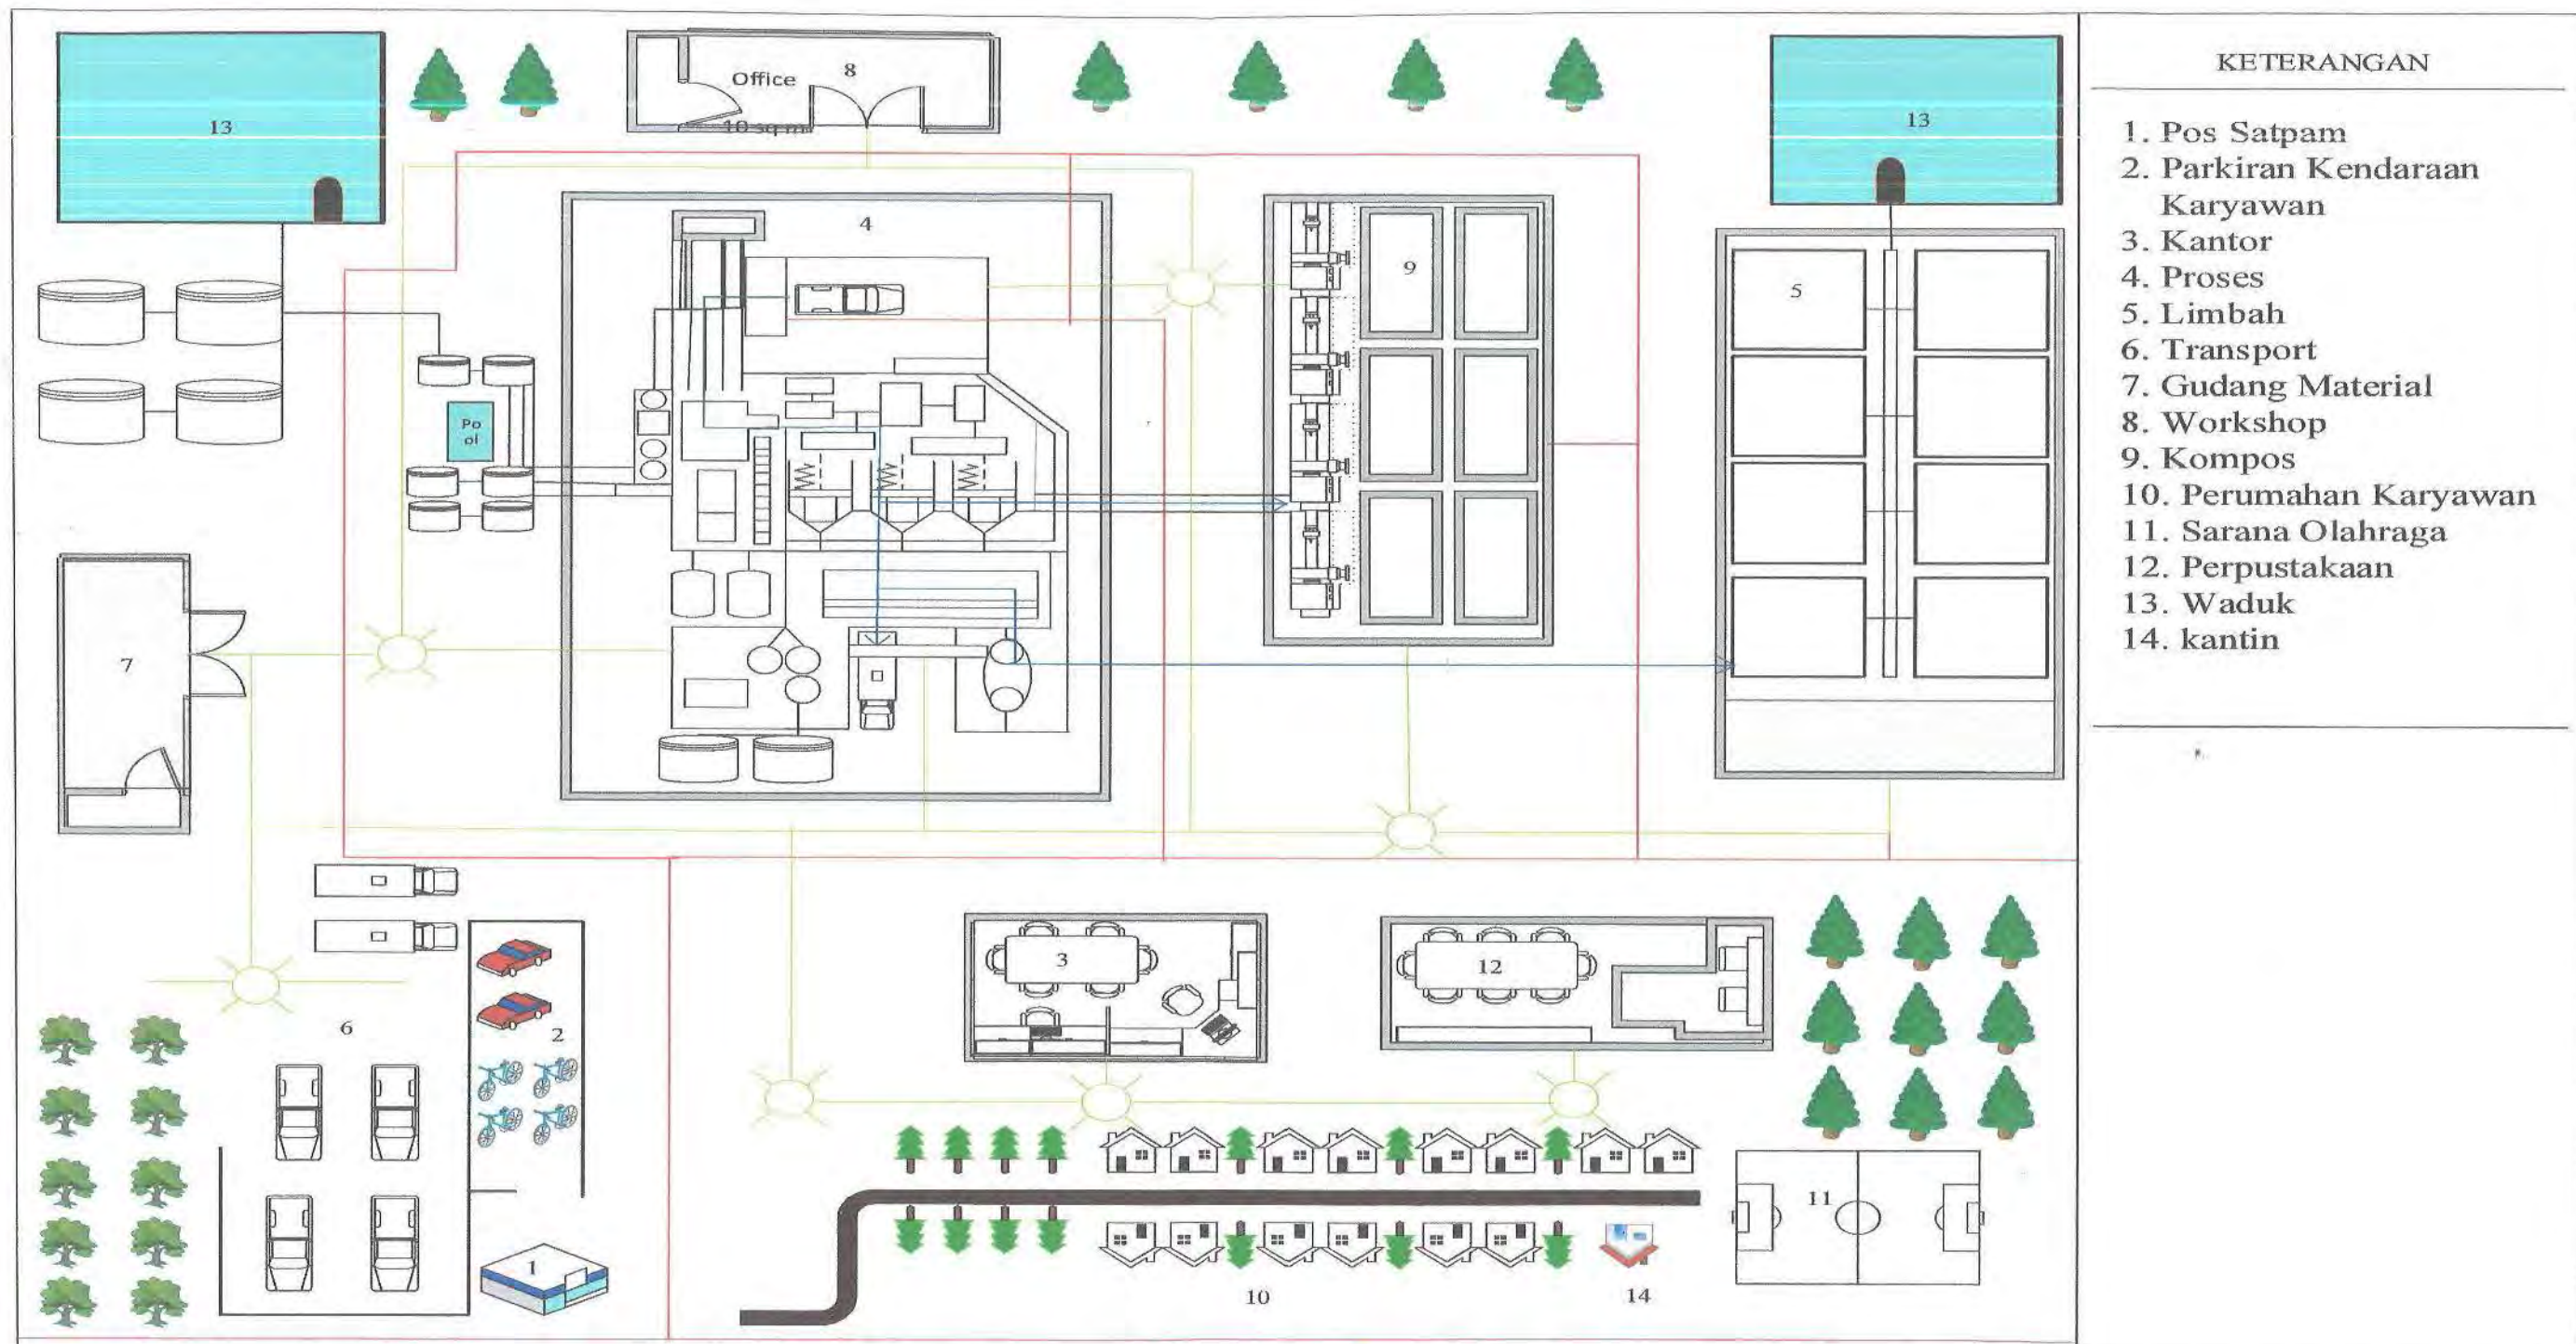 13
Office
8
10 sq m
13
4
9
5
Po
ol
7
3
12
6
2
11
1
10
14
KETERANGAN
1. Pos Satpam
2. Parkiran Kendaraan
Karyawan
3. Kantor
4. Proses
5. Limbah
6. Transport
7. Gudang Material
8. Workshop
9. Kompos
10. Perumahan Karyawan
11. Sarana Olahraga
12. Perpustakaan
13. Waduk
14. kantin